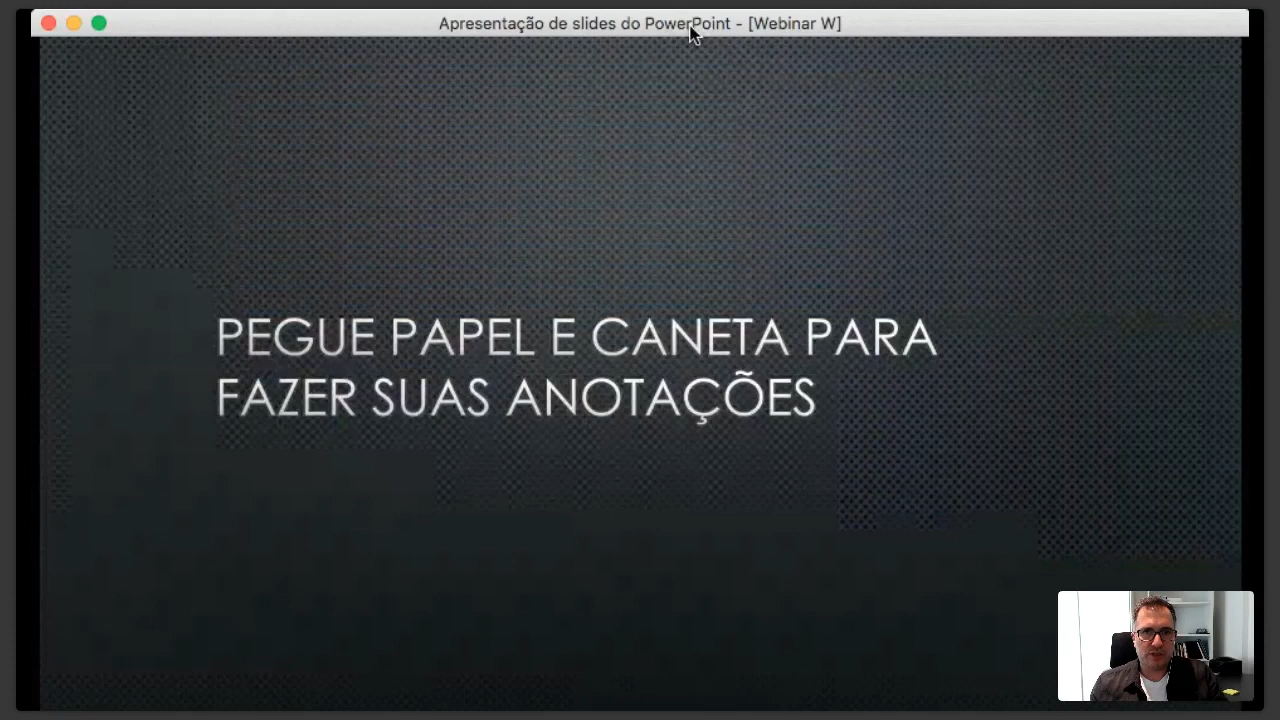 Apresentação de slides do PowerPoint - [Webinar W]
PEGUE PAPEL E CANETA PARA
FAZER SUAS ANOTAÇÕES